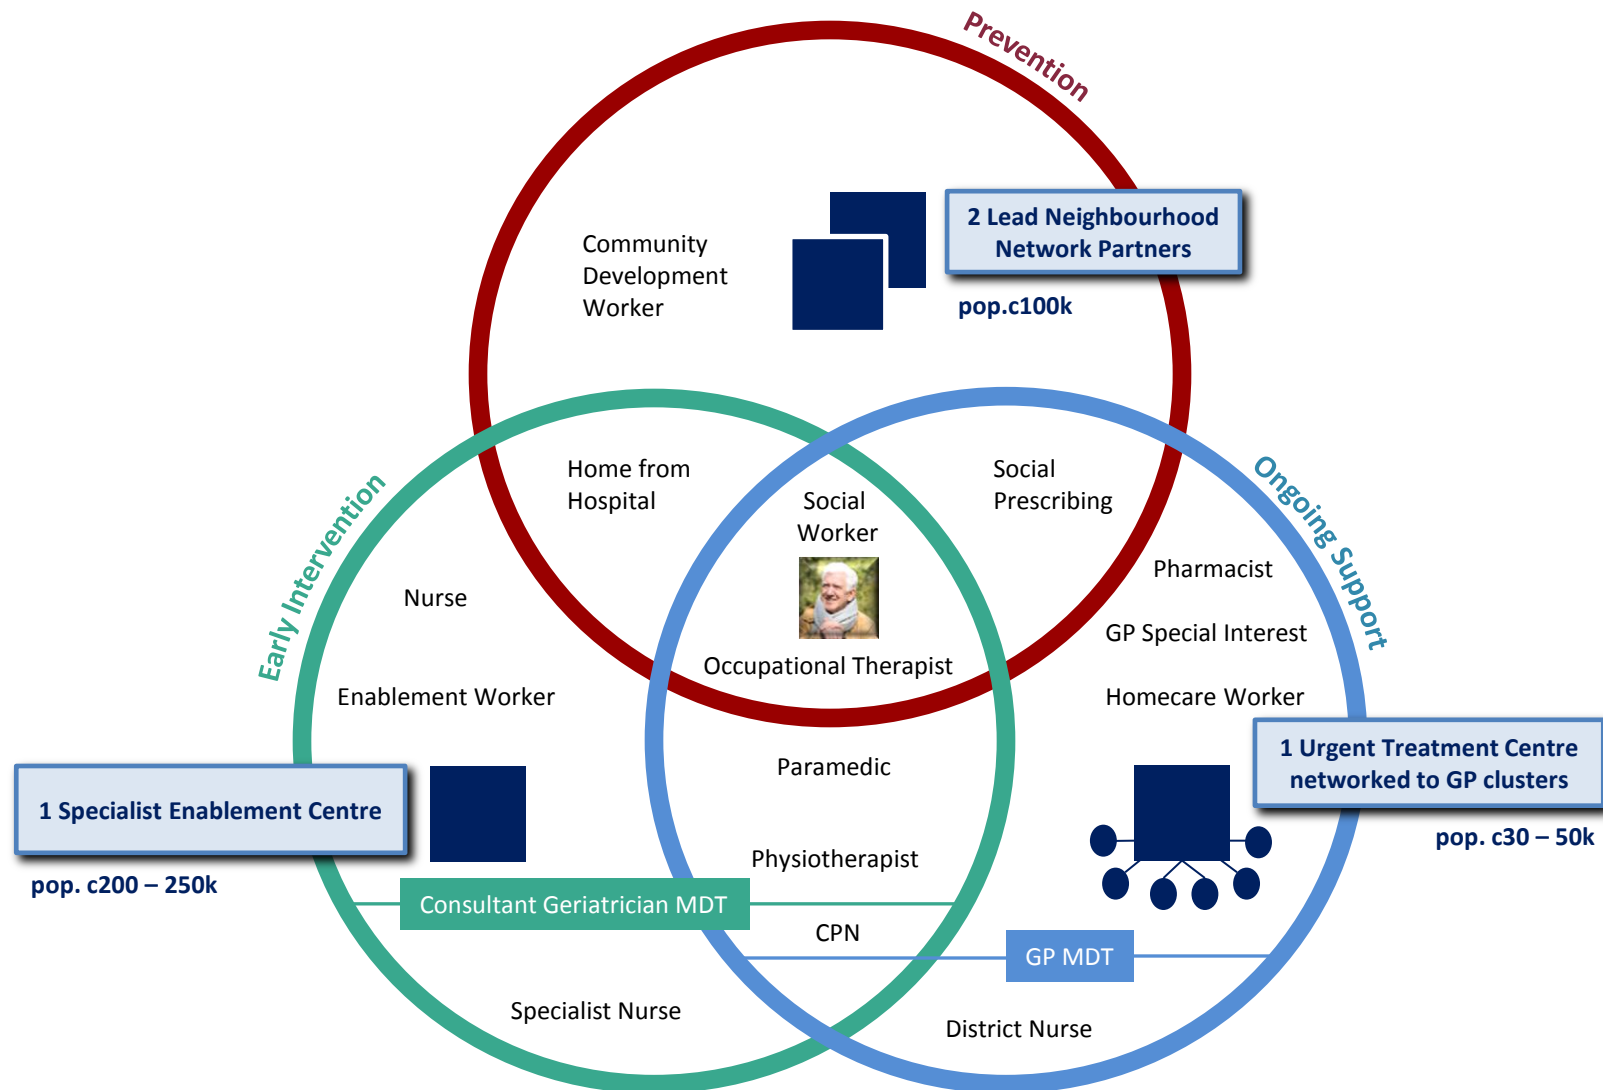 Prevention
2 Lead Neighbourhood
Network Partners
pop.c100k
Community
Development
Worker
Home from
Hospital
Social
Worker
Social
Prescribing
Early Intervention
Ongoing Support
Nurse
Pharmacist
GP Special Interest
Occupational Therapist
Enablement Worker
Homecare Worker
1 Specialist Enablement Centre
pop. c200 – 250k
Paramedic
1 Urgent Treatment Centre
networked to GP clusters
pop. c30 – 50k
Physiotherapist
Consultant Geriatrician MDT
CPN
GP MDT
Specialist Nurse
District Nurse